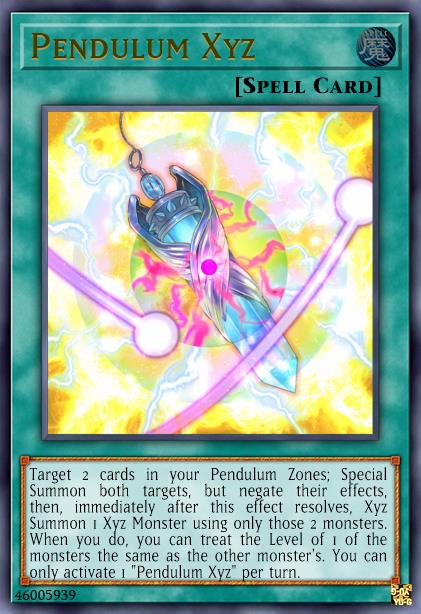 Pendulum Xyz
魔
[Spell Card]
Target 2 cards in your Pendulum Zones; Special
Summon both targets, but negate their effects,
then, immediately after this effect resolves, Xyz
Summon 1 Xyz Monster using only those 2 monsters.
When you do, you can treat the Level of 1 of the
monsters the same as the other monster's. You can
only activate 1 "Pendulum Xyz" per turn.
46005939